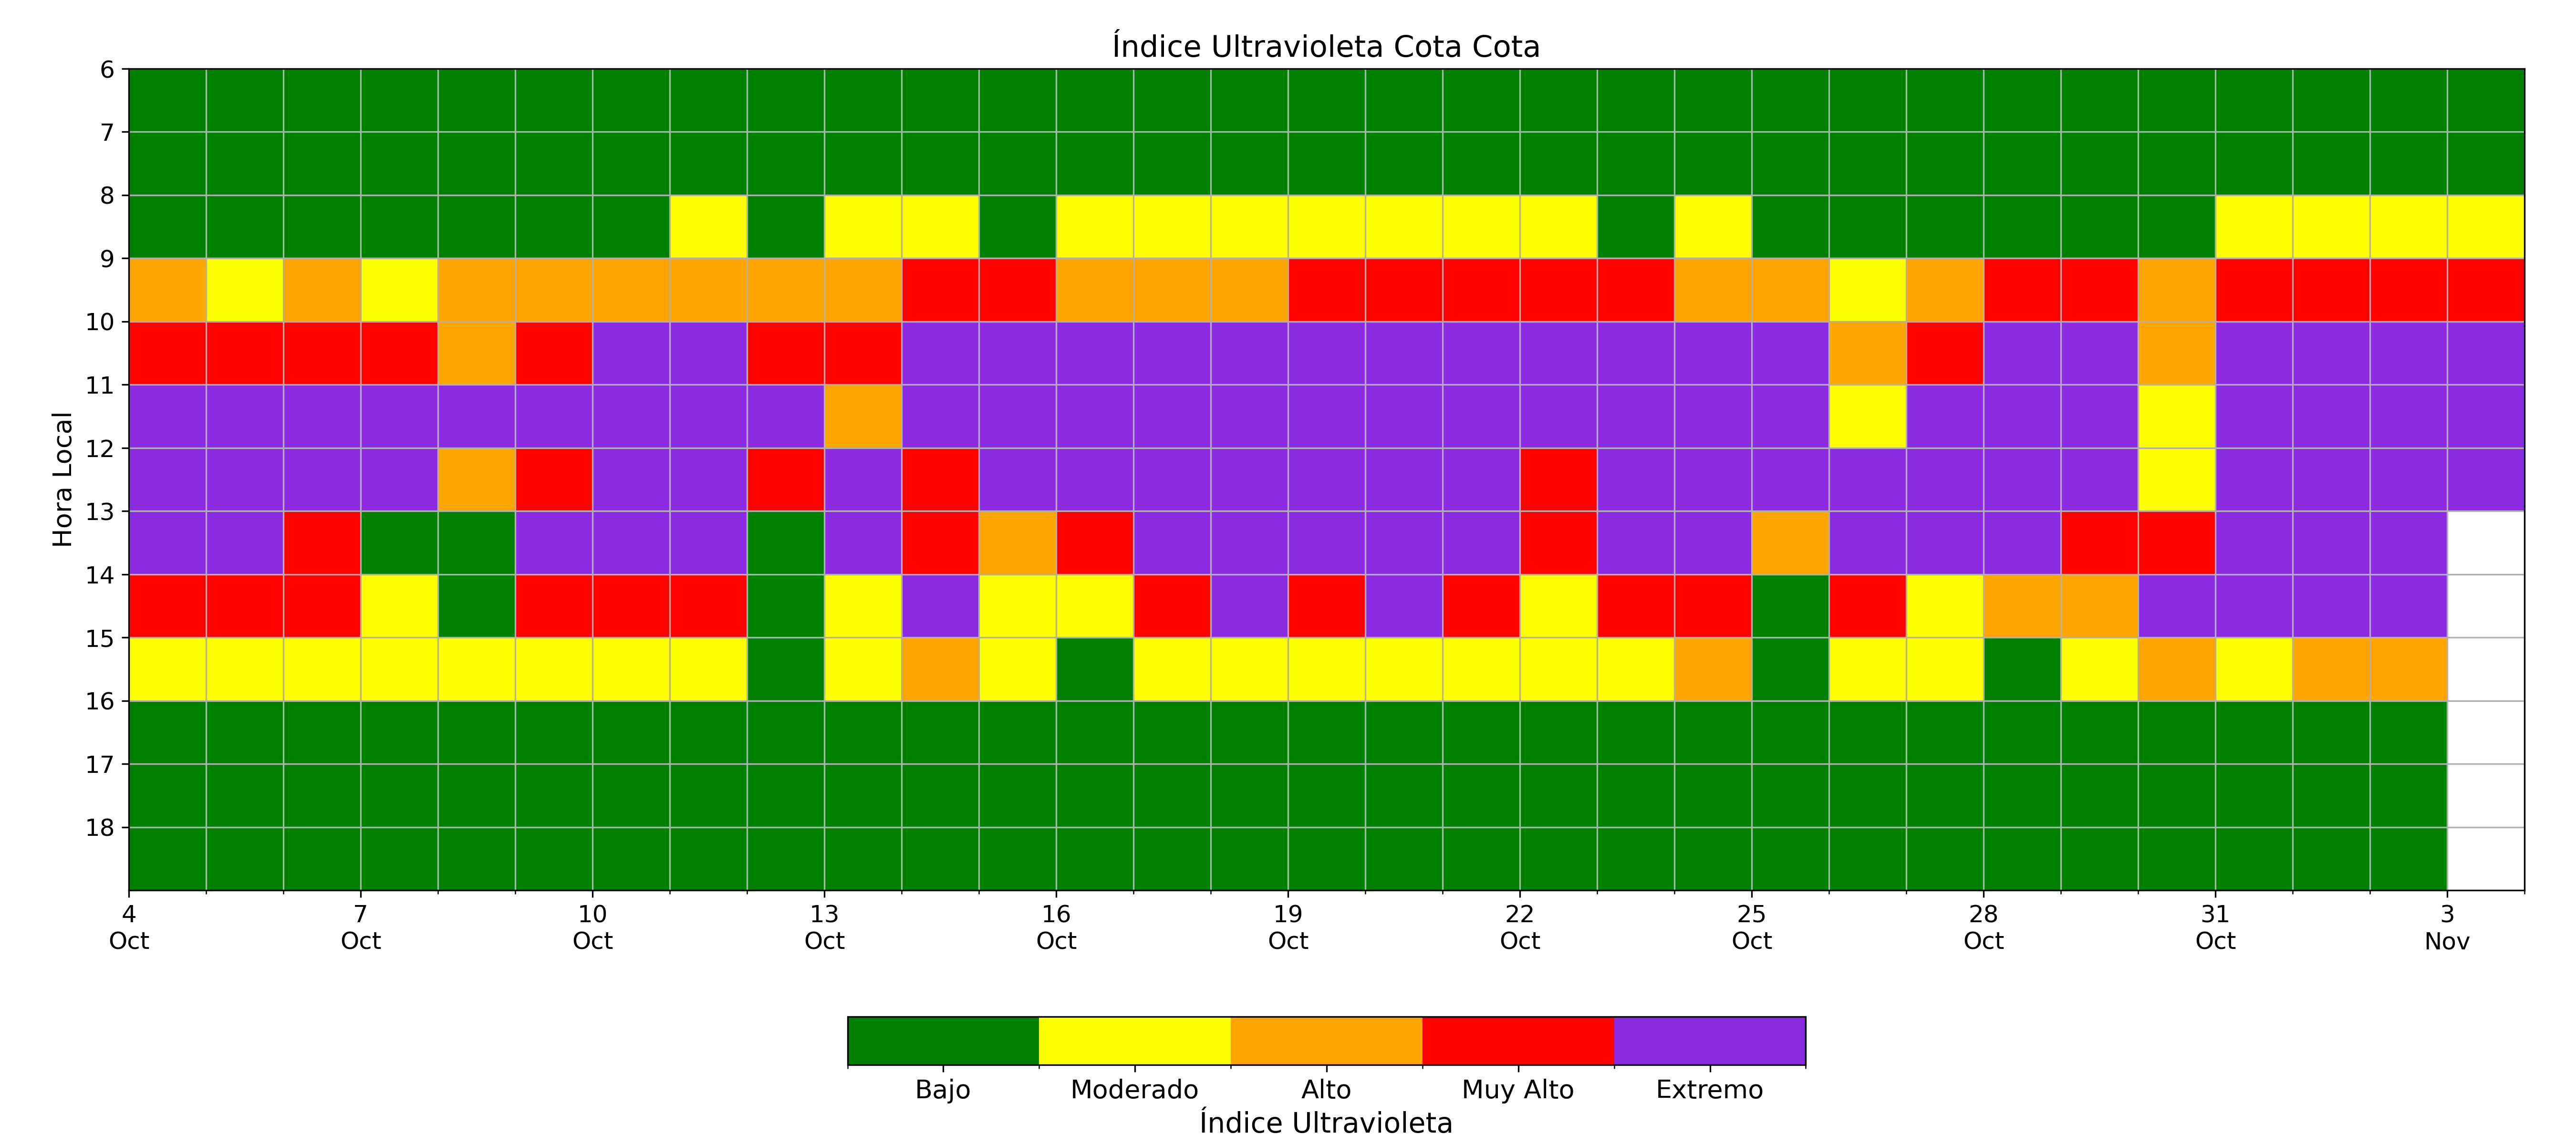 Índice Ultravioleta Cota Cota
Hora Local
6
7
8
9
10
11
12
13
14
15
16
17
18
4 7 10 13 16 19 22 25 28 31 3
Oct Oct Oct Oct Oct Oct Oct Oct Oct Oct Nov
Bajo Moderado Alto Muy Alto Extremo
Índice Ultravioleta